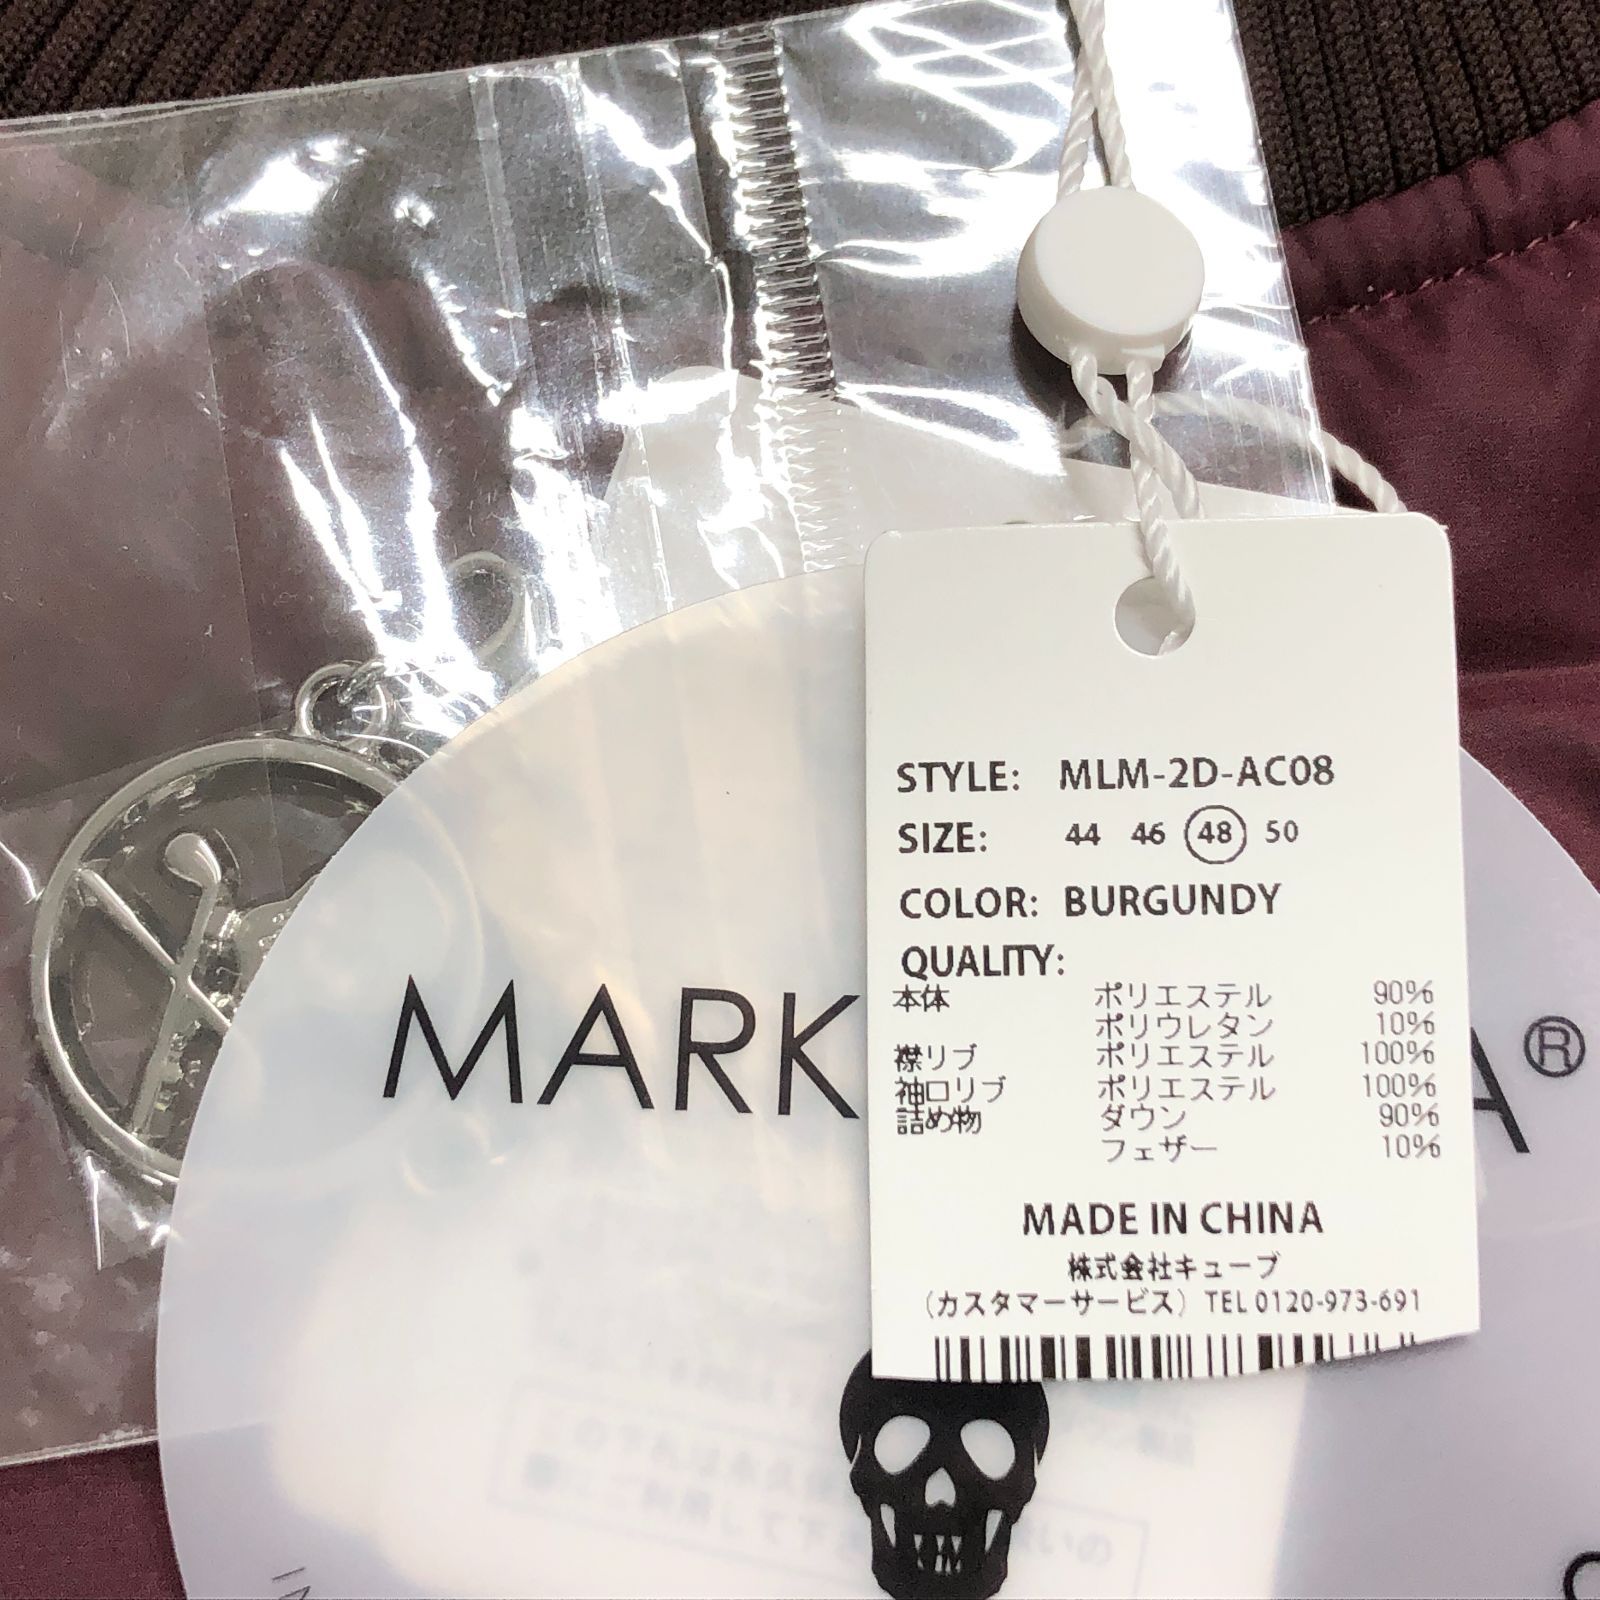 STYLE: MLM-2D-AC08
SIZE: 44 46 48 50
COLOR: BURGUNDY
QUALITY:
本体 ポリエステル 90%
ポリウレタン 10%
襟リブ ポリエステル 100%
袖口リブ ポリエステル 100%
詰め物 ダウン 90%
フェザー 10%
MADE IN CHINA
株式会社キューブ
(カスタマーサービス) TEL 0120-973-691
MARK A®